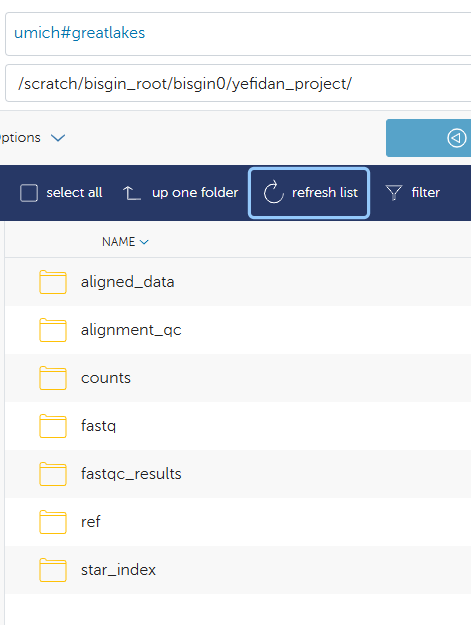 umich#greatlakes
/scratch/bisgin_root/bisgin0/yefidan_project/
ptions
select all up one folder refresh list filter
NAME
aligned_data
alignment_qc
counts
fastq
fastqc_results
ref
star_index